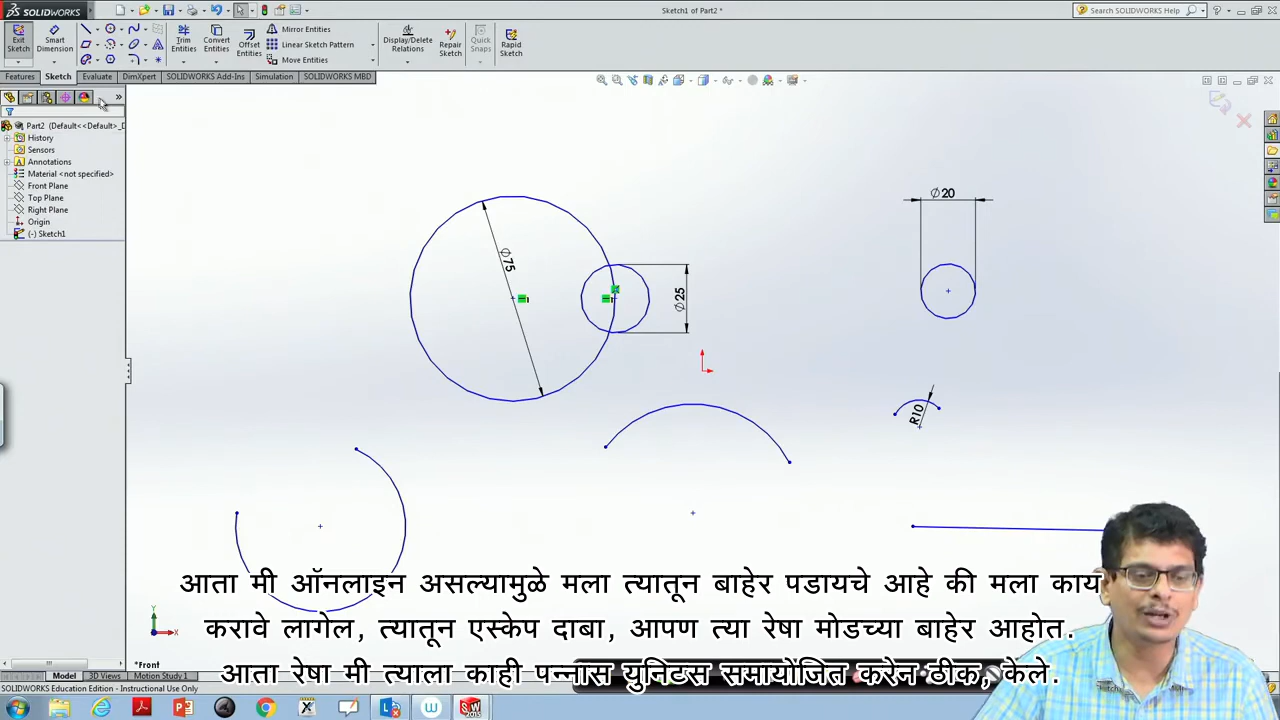 SOLIDWORKS
Sketch1 of Part2 *
Search SOLIDWORKS Help
Exit Sketch
Smart Dimension
Trim Entities
Convert Entities
Offset Entities
Mirror Entities
Linear Sketch Pattern
Move Entities
Display/Delete Relations
Repair Sketch
Quick Snaps
Rapid Sketch
Features Sketch Evaluate DimXpert SOLIDWORKS Add-Ins Simulation SOLIDWORKS MBD
Part2 (Default<<Default>_D
History
Sensors
Annotations
Material <not specified>
Front Plane
Top Plane
Right Plane
Origin
(-) Sketch1
Ø75
Ø25
Ø20
R10
आता मी ऑनलाइन असल्यामुळे मला त्यातून बाहेर पडायचे आहे की मला काय
करावे लागेल, त्यातून एस्केप दाबा, आपण त्या रेषा मोडच्या बाहेर आहोत.
आता रेषा मी त्याला काही पन्नास युनिटस समायोजित करेन ठीक, केले.
Y
X
*Front
Model 3D Views Motion Study 1
SOLIDWORKS Education Edition - Instructional Use Only